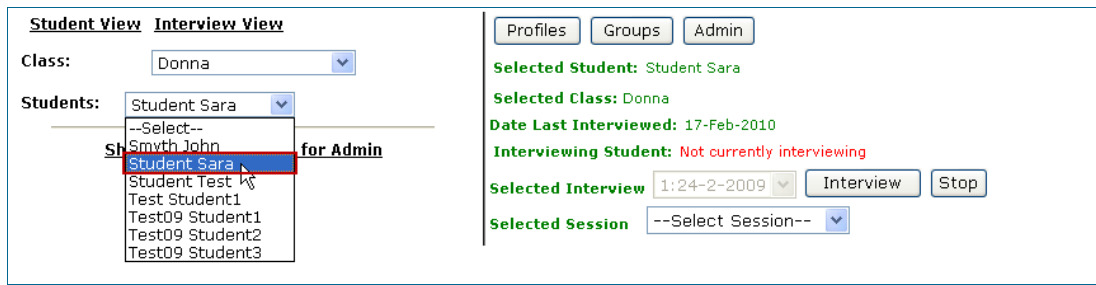 Student View Interview View
Class: Donna
Students: Student Sara
--Select--
Smyth John
Student Sara
Student Test
Test Student1
Test09 Student1
Test09 Student2
Test09 Student3
for Admin
Profiles Groups Admin
Selected Student: Student Sara
Selected Class: Donna
Date Last Interviewed: 17-Feb-2010
Interviewing Student: Not currently interviewing
Selected Interview 1:24-2-2009 Interview Stop
Selected Session --Select Session--